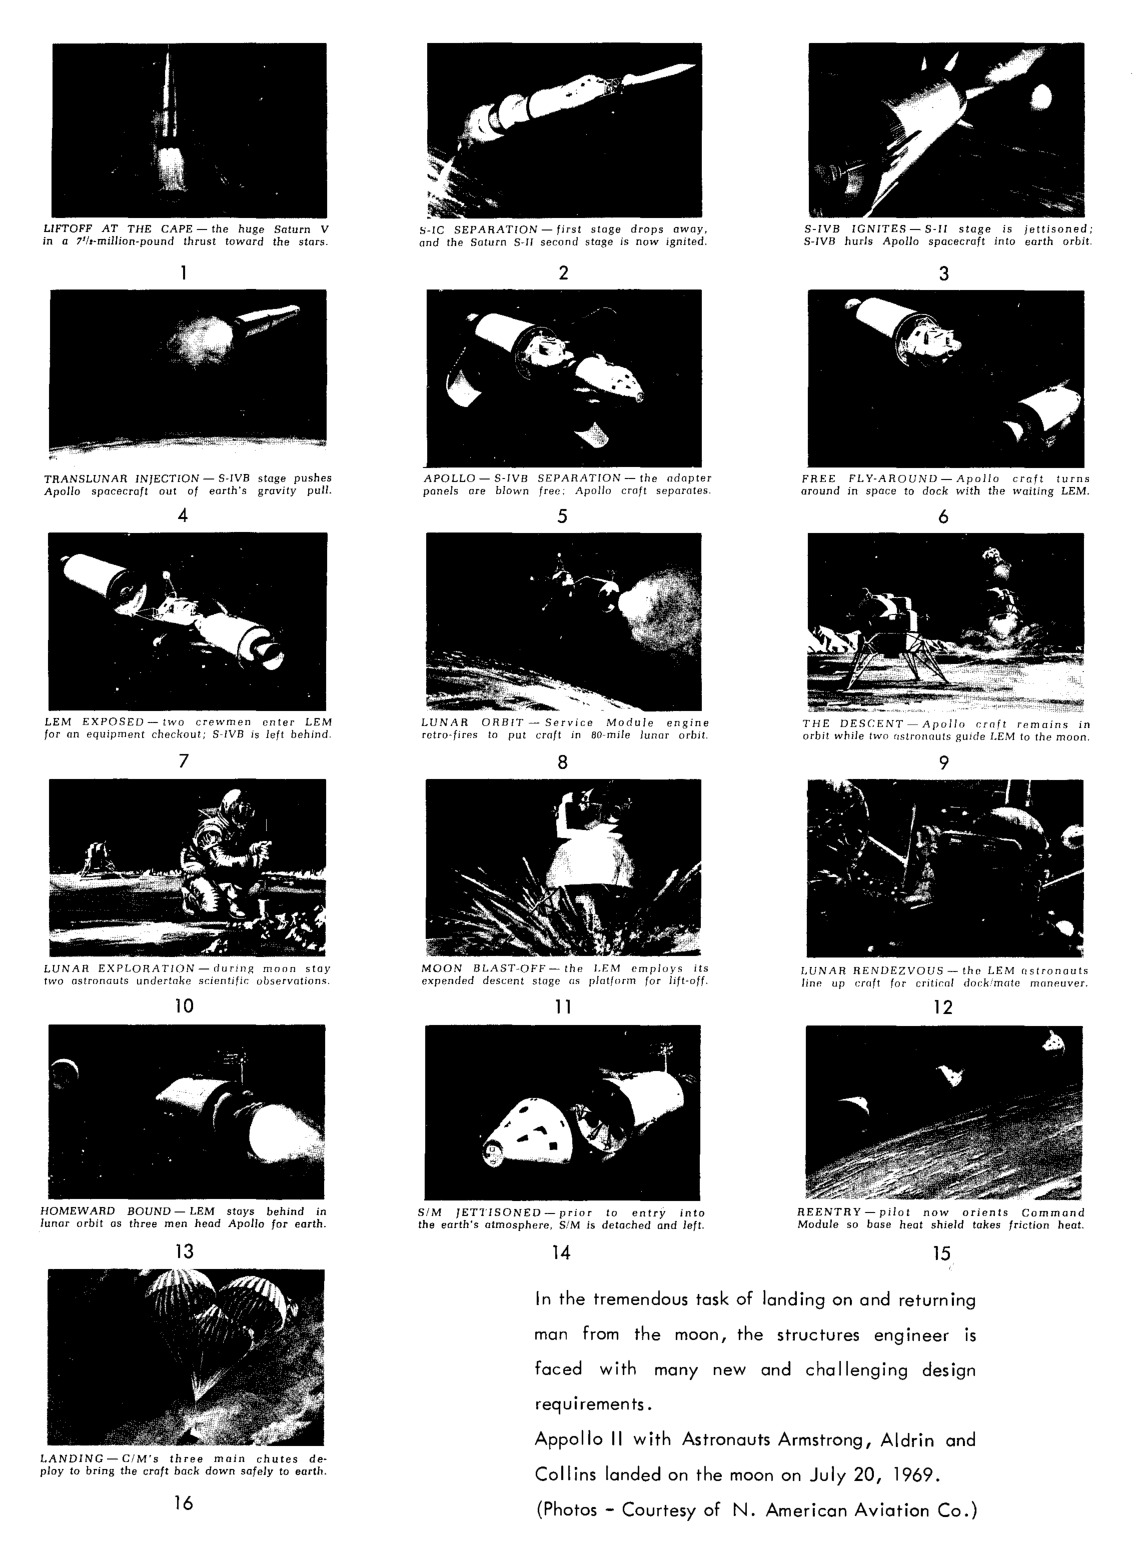 LIFTOFF AT THE CAPE — the huge Saturn V
in a 7½-million-pound thrust toward the stars.
1
S-IC SEPARATION — first stage drops away,
and the Saturn S-II second stage is now ignited.
2
S-IVB IGNITES — S-II stage is jettisoned;
S-IVB hurls Apollo spacecraft into earth orbit.
3
TRANSLUNAR INJECTION — S-IVB stage pushes
Apollo spacecraft out of earth's gravity pull.
4
APOLLO — S-IVB SEPARATION — the adapter
panels are blown free; Apollo craft separates.
5
FREE FLY-AROUND — Apollo craft turns
around in space to dock with the waiting LEM.
6
LEM EXPOSED — two crewmen enter LEM
for an equipment checkout; S-IVB is left behind.
7
LUNAR ORBIT — Service Module engine
retro-fires to put craft in 80-mile lunar orbit.
8
THE DESCENT — Apollo craft remains in
orbit while two astronauts guide LEM to the moon.
9
LUNAR EXPLORATION — during moon stay
two astronauts undertake scientific observations.
10
MOON BLAST-OFF — the LEM employs its
expended descent stage as platform for lift-off.
11
LUNAR RENDEZVOUS — the LEM astronauts
line up craft for critical dock/mate maneuver.
12
HOMEWARD BOUND — LEM stays behind in
lunar orbit as three men head Apollo for earth.
13
S/M JETTISONED — prior to entry into
the earth's atmosphere, S/M is detached and left.
14
REENTRY — pilot now orients Command
Module so base heat shield takes friction heat.
15
LANDING — C/M's three main chutes de-
ploy to bring the craft back down safely to earth.
16
In the tremendous task of landing on and returning
man from the moon, the structures engineer is
faced with many new and challenging design
requirements.
Appollo II with Astronauts Armstrong, Aldrin and
Collins landed on the moon on July 20, 1969.
(Photos - Courtesy of N. American Aviation Co.)